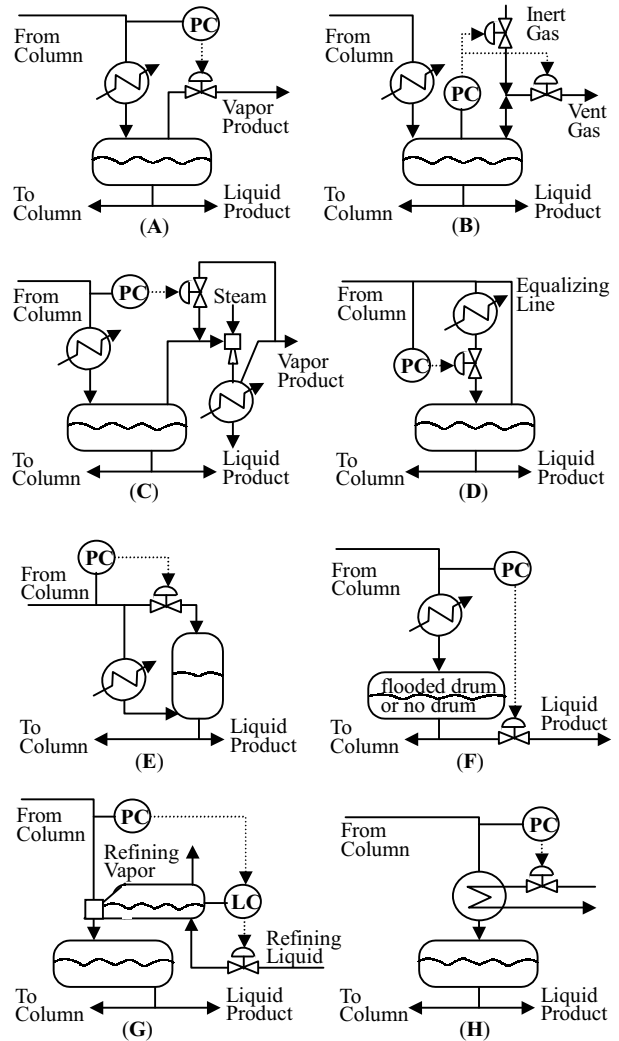 From
Column
PC
Vapor
Product
To
Column
Liquid
Product
(A)
From
Column
Inert
Gas
PC
Vent
Gas
To
Column
Liquid
Product
(B)
From
Column
PC
Steam
Vapor
Product
To
Column
Liquid
Product
(C)
From
Column
Equalizing
Line
PC
To
Column
Liquid
Product
(D)
PC
From
Column
To
Column
Liquid
Product
(E)
From
Column
PC
flooded drum
or no drum
Liquid
Product
To
Column
(F)
From
Column
PC
Refining
Vapor
LC
Refining
Liquid
To
Column
Liquid
Product
(G)
From
Column
PC
To
Column
Liquid
Product
(H)